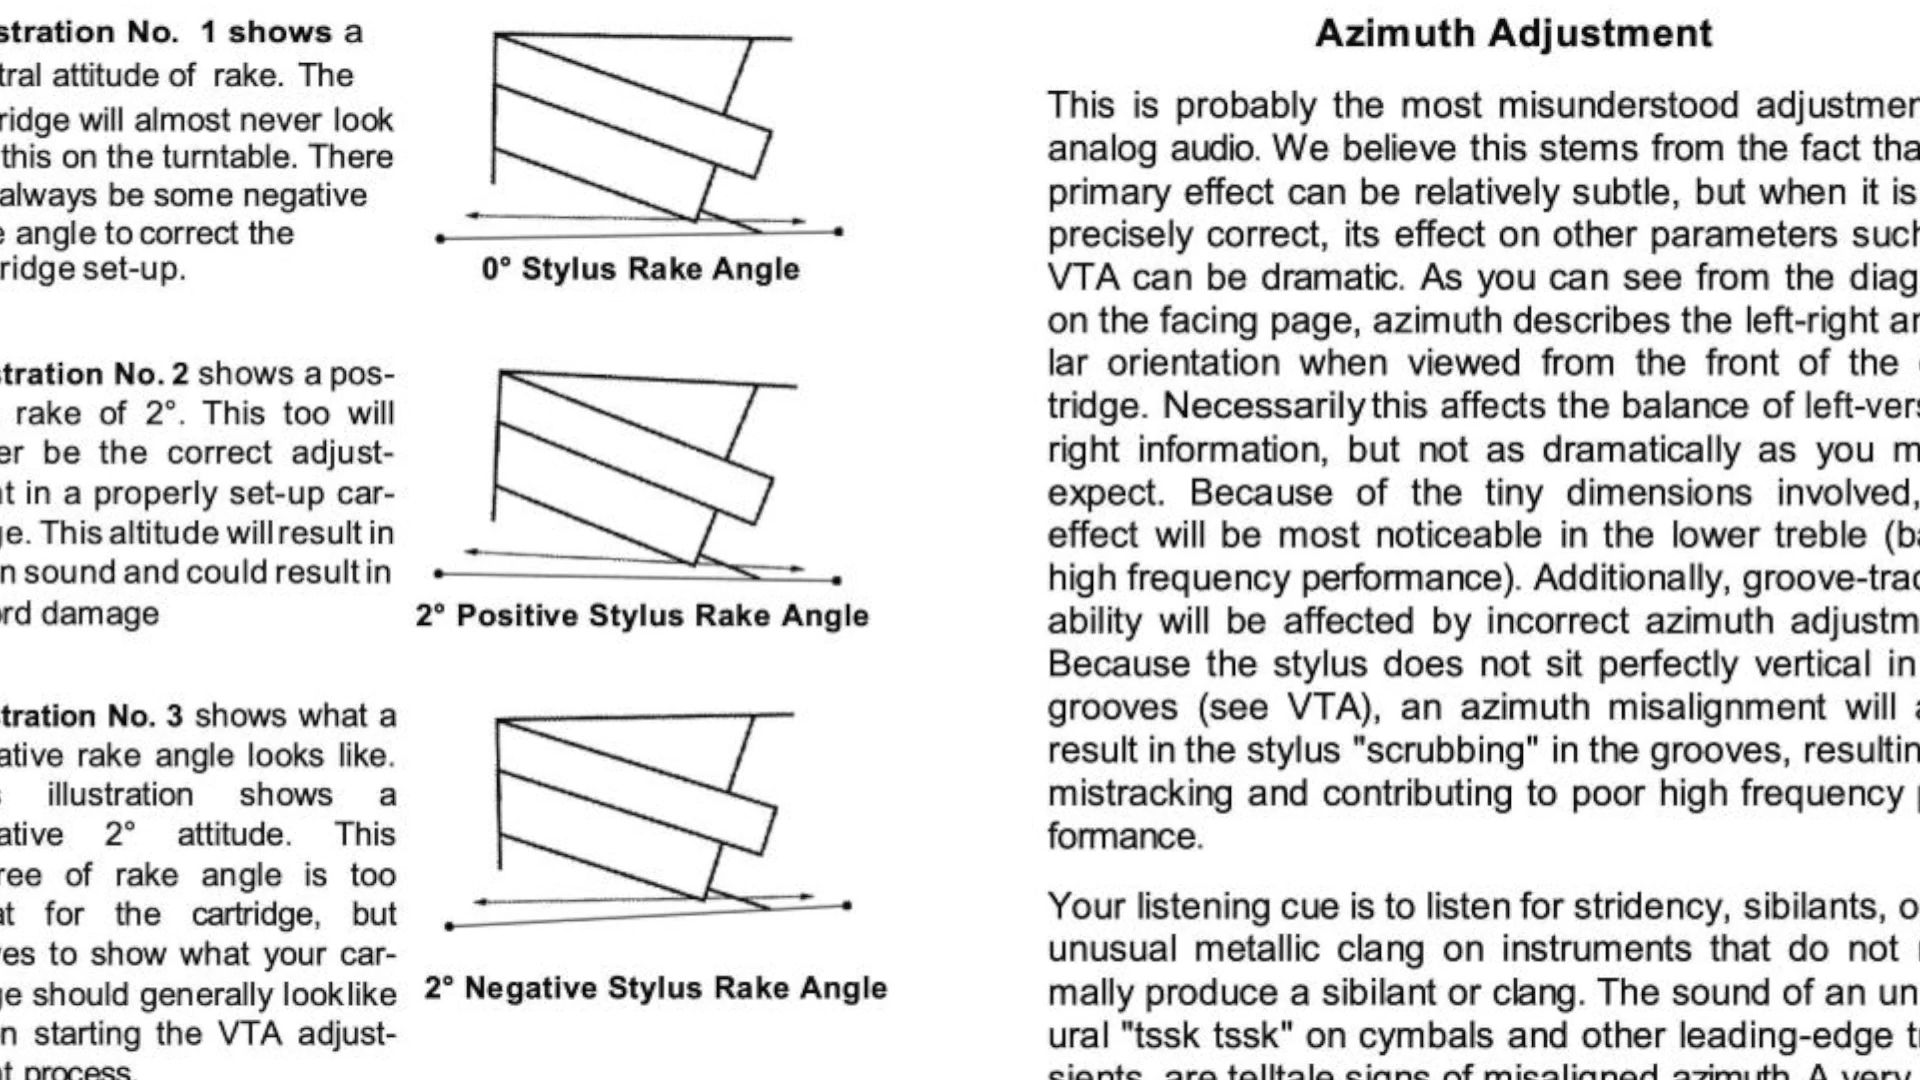 stration No. 1 shows a
tral attitude of rake. The
ridge will almost never look
this on the turntable. There
always be some negative
e angle to correct the
ridge set-up.
0° Stylus Rake Angle
tration No. 2 shows a pos-
rake of 2°. This too will
er be the correct adjust-
t in a properly set-up car-
ge. This altitude will result in
n sound and could result in
rd damage
2° Positive Stylus Rake Angle
tration No. 3 shows what a
ative rake angle looks like.
s illustration shows a
ative 2° attitude. This
ree of rake angle is too
at for the cartridge, but
es to show what your car-
ge should generally look like
n starting the VTA adjust-
t process.
2° Negative Stylus Rake Angle
Azimuth Adjustment
This is probably the most misunderstood adjustmen
analog audio. We believe this stems from the fact tha
primary effect can be relatively subtle, but when it is
precisely correct, its effect on other parameters such
VTA can be dramatic. As you can see from the diag
on the facing page, azimuth describes the left-right an
lar orientation when viewed from the front of the
tridge. Necessarily this affects the balance of left-vers
right information, but not as dramatically as you m
expect. Because of the tiny dimensions involved,
effect will be most noticeable in the lower treble (ba
high frequency performance). Additionally, groove-trac
ability will be affected by incorrect azimuth adjustm
Because the stylus does not sit perfectly vertical in
grooves (see VTA), an azimuth misalignment will a
result in the stylus "scrubbing" in the grooves, resultin
mistracking and contributing to poor high frequency p
formance.
Your listening cue is to listen for stridency, sibilants, o
unusual metallic clang on instruments that do not
mally produce a sibilant or clang. The sound of an un
ural "tssk tssk" on cymbals and other leading-edge t
sients, are telltale signs of misaligned azimuth. A very